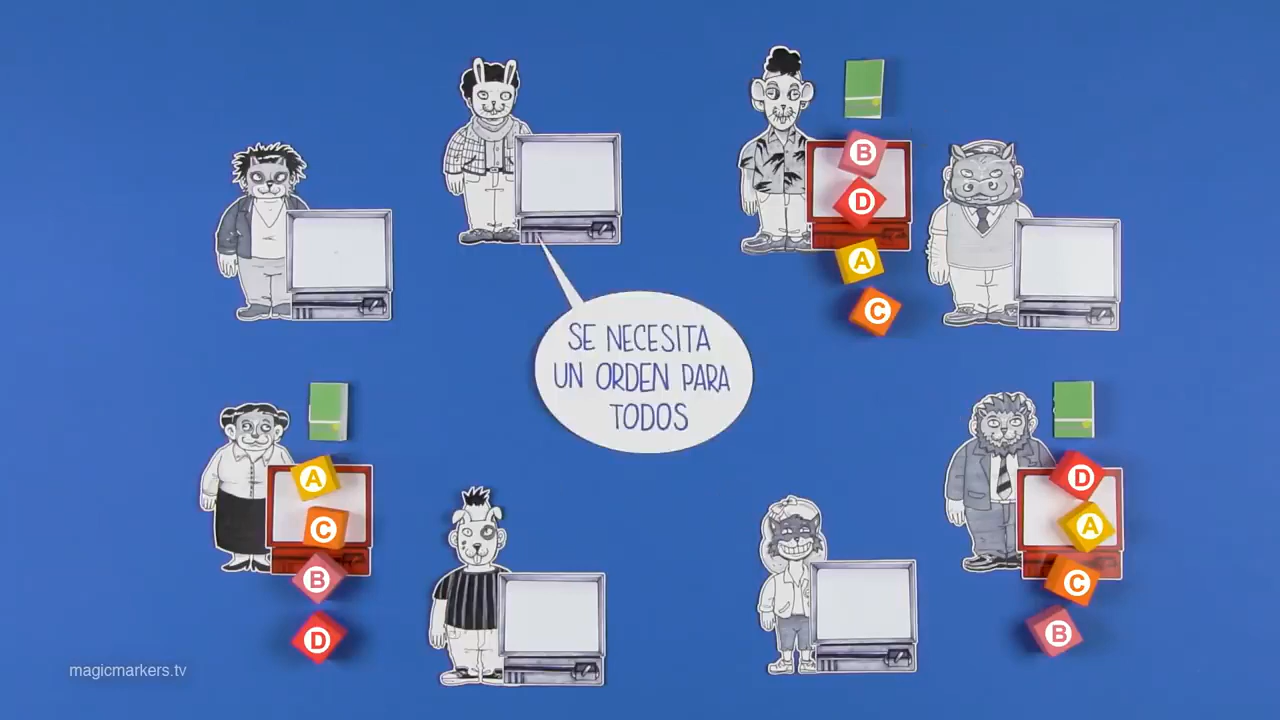 B
D
A
C
SE NECESITA
UN ORDEN PARA
TODOS
A
C
B
D
D
A
C
B
magicmarkers.tv